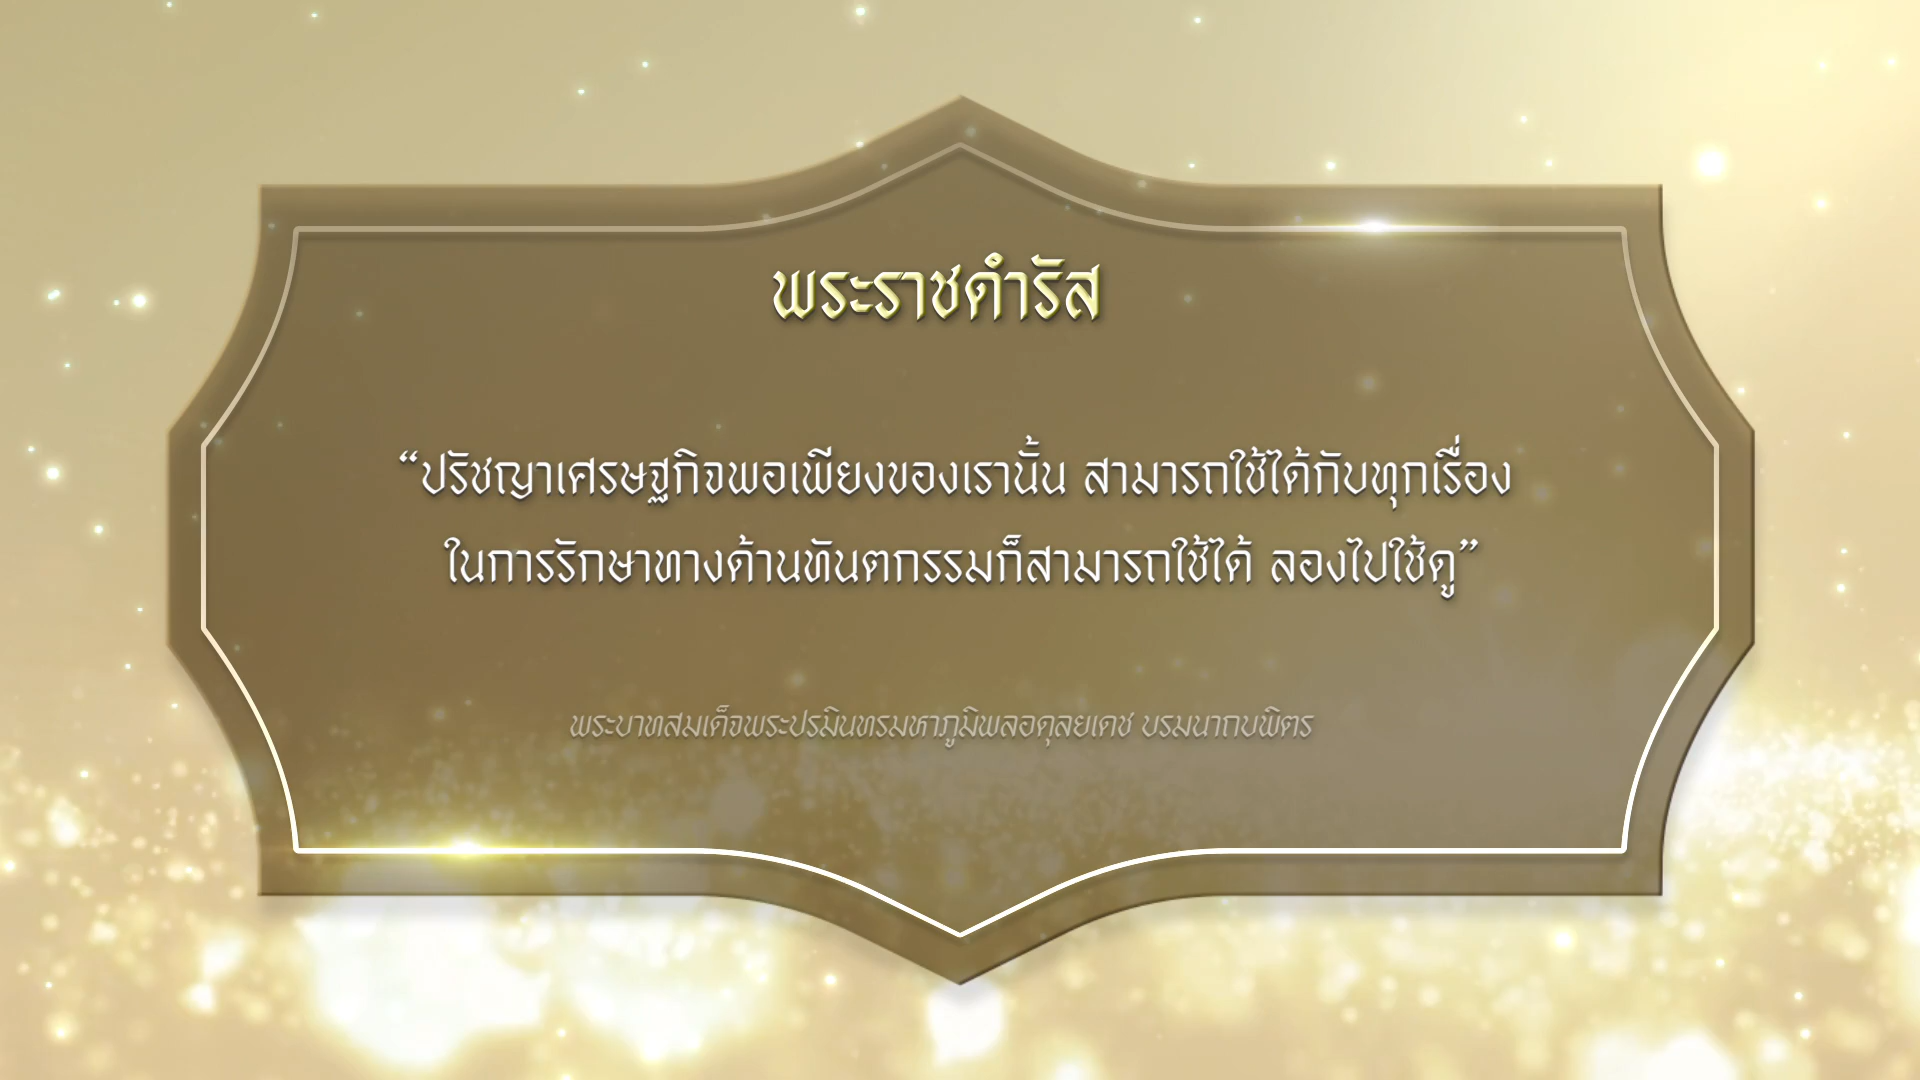 พระราชดำรัส
“ปรัชญาเศรษฐกิจพอเพียงของเรานั้น สามารถใช้ได้กับทุกเรื่อง
ในการรักษาทางด้านทันตกรรมก็สามารถใช้ได้ ลองไปใช้ดู”
พระบาทสมเด็จพระปรมินทรมหาภูมิพลอดุลยเดช บรมนาถบพิตร